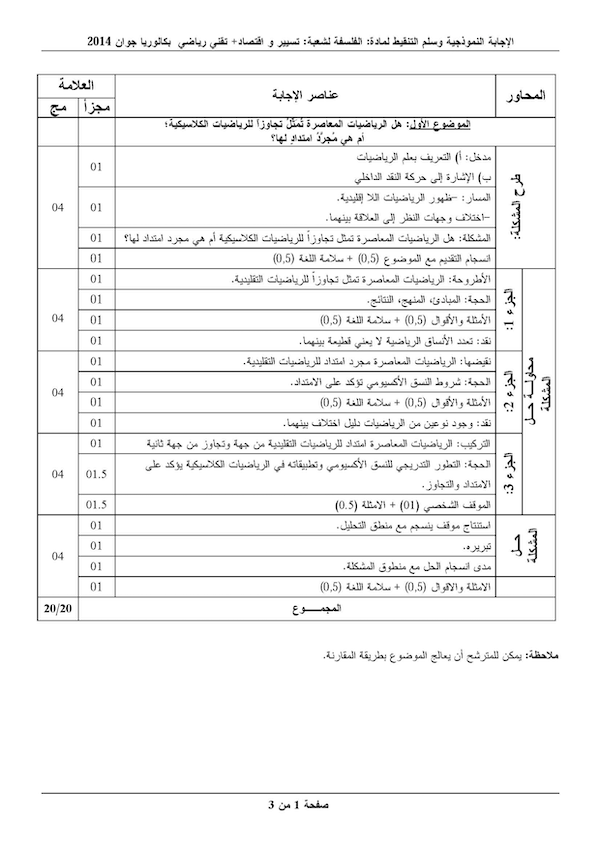 الإجابة النموذجية وسلم التنقيط لمادة: الفلسفة لشعبة: تسيير و اقتصاد+ تقني رياضي بكالوريا جوان 2014
المحاور عناصر الإجابة العلامة
مجزأ مج
الموضوع الأول: هل الرياضيات المعاصرة تُمَثِّلُ تجاوزاً للرياضيات الكلاسيكية؛
أم هي مُجرَّدُ امتدادٍ لها؟
طرح المشكلة:
مدخل: أ) التعريف بعلم الرياضيات
ب) الإشارة إلى حركة النقد الداخلي 01
المسار: –ظهور الرياضيات اللا إقليدية.
–اختلاف وجهات النظر إلى العلاقة بينهما. 01 04
المشكلة: هل الرياضيات المعاصرة تمثل تجاوزاً للرياضيات الكلاسيكية أم هي مجرد امتداد لها؟ 01
انسجام التقديم مع الموضوع (0,5) + سلامة اللغة (0,5) 01
محاولة حل المشكلة
الجزء 1:
الأطروحة: الرياضيات المعاصرة تمثل تجاوزاً للرياضيات التقليدية. 01
الحجة: المبادئ، المنهج، النتائج. 01
الأمثلة والأقوال (0,5) + سلامة اللغة (0,5) 01 04
نقد: تعدد الأنساق الرياضية لا يعني قطيعة بينهما. 01
الجزء 2:
نقيضها: الرياضيات المعاصرة مجرد امتداد للرياضيات التقليدية. 01
الحجة: شروط النسق الأكسيومي تؤكد على الامتداد. 01
الأمثلة والأقوال (0,5) + سلامة اللغة (0,5) 01 04
نقد: وجود نوعين من الرياضيات دليل اختلاف بينهما. 01
الجزء 3:
التركيب: الرياضيات المعاصرة امتداد للرياضيات التقليدية من جهة وتجاوز من جهة ثانية 01
الحجة: التطور التدريجي للنسق الأكسيومي وتطبيقاته في الرياضيات الكلاسيكية يؤكد على
الامتداد والتجاوز. 01.5 04
الموقف الشخصي (01) + الامثلة (0.5) 01.5
حل المشكلة
استنتاج موقف ينسجم مع منطق التحليل. 01
تبريره. 01
مدى انسجام الحل مع منطوق المشكلة. 01 04
الامثلة والاقوال (0,5) + سلامة اللغة (0,5) 01
المجمـــــوع 20/20
ملاحظة: يمكن للمترشح أن يعالج الموضوع بطريقة المقارنة.
صفحة 1 من 3